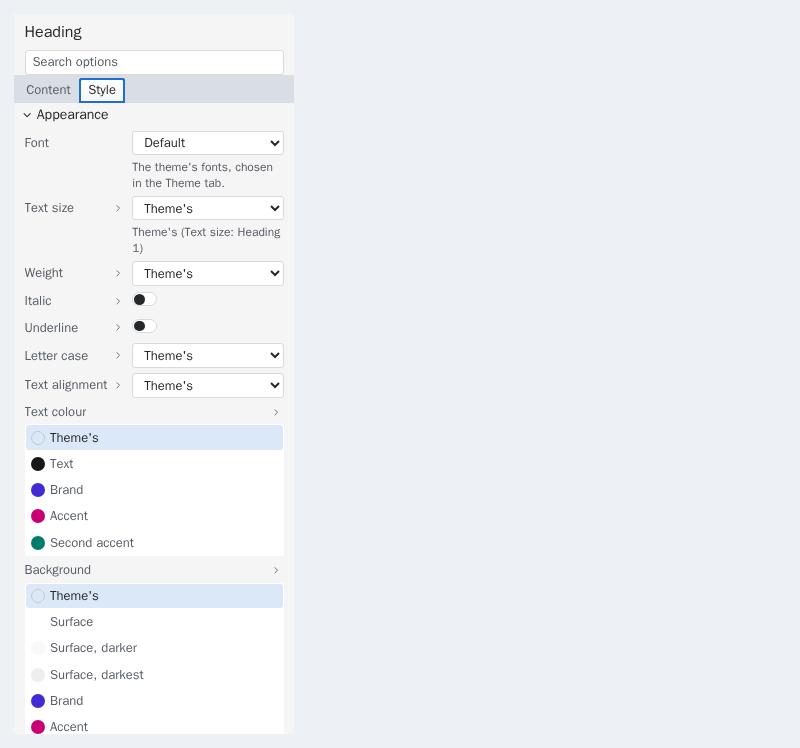 Heading
Search options
Content Style
Appearance
Font Default
The theme's fonts, chosen
in the Theme tab.
Text size Theme's
Theme's (Text size: Heading
1)
Weight Theme's
Italic
Underline
Letter case Theme's
Text alignment Theme's
Text colour
Theme's
Text
Brand
Accent
Second accent
Background
Theme's
Surface
Surface, darker
Surface, darkest
Brand
Accent